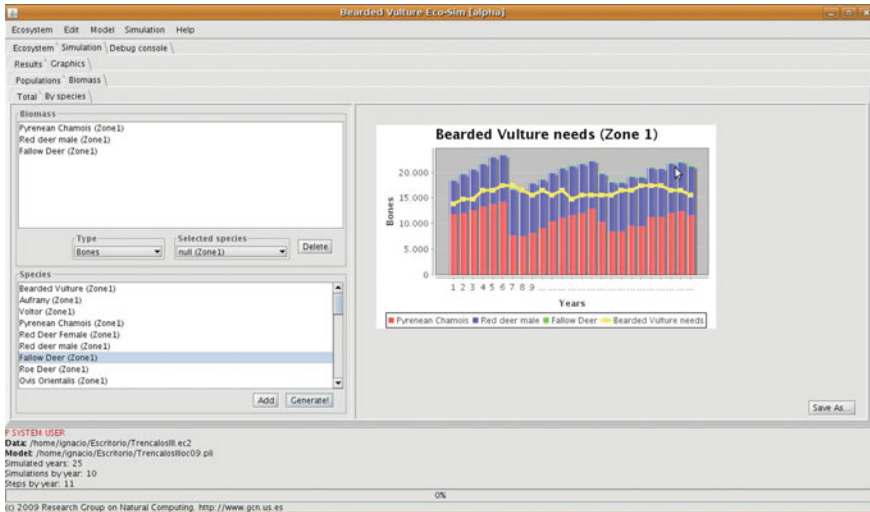 Bearded Vulture Eco-Sim [alpha]
Ecosystem Edit Model Simulation Help
Ecosystem Simulation Debug console
Results Graphics
Populations Biomass
Total By species
Biomass
Pyrenean Chamois (Zone1)
Red deer male (Zone1)
Fallow Deer (Zone1)
Type
Bones
Selected species
null (Zone1)
Delete
Species
Bearded Vulture (Zone1)
Aufrany (Zone1)
Voltor (Zone1)
Pyrenean Chamois (Zone1)
Red Deer Female (Zone1)
Red deer male (Zone1)
Fallow Deer (Zone1)
Roe Deer (Zone1)
Ovis Orientalis (Zone1)
Add
Generate!
Bearded Vulture needs (Zone 1)
Bones
20.000
15.000
10.000
5.000
0
1 2 3 4 5 6 7 8 9 ... ... ... ... ... ... ... ... ... ... ... ... ... ... ... ...
Years
Pyrenean Chamois Red deer male Fallow Deer Bearded Vulture needs
Save As...
P SYSTEM USER
Data: /home/ignacio/Escritorio/TrencalosIII.ec2
Model: /home/ignacio/Escritorio/TrencalosIIIoc09.pli
Simulated years: 25
Simulations by year: 10
Steps by year: 11
0%
(c) 2009 Research Group on Natural Computing. http://www.gcn.us.es